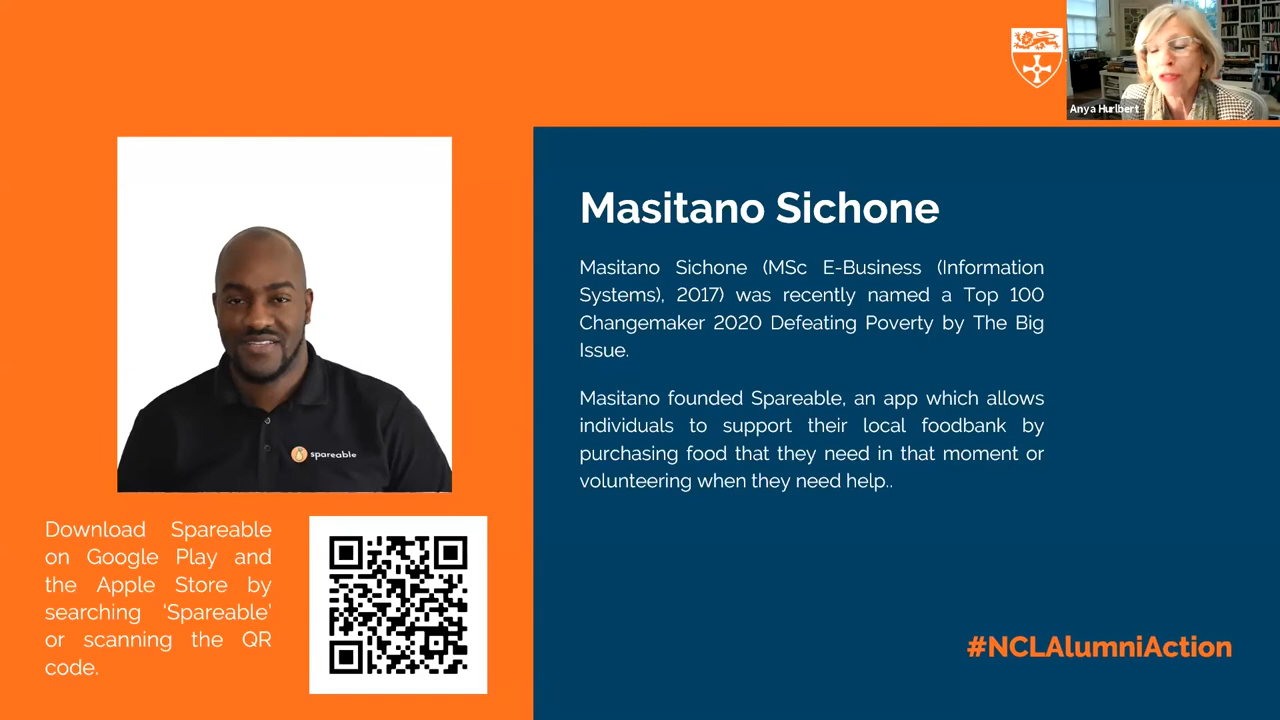 Anya Hurlbert
Masitano Sichone
Masitano Sichone (MSc E-Business (Information
Systems), 2017) was recently named a Top 100
Changemaker 2020 Defeating Poverty by The Big
Issue.
Masitano founded Spareable, an app which allows
individuals to support their local foodbank by
purchasing food that they need in that moment or
volunteering when they need help..
spareable
Download Spareable
on Google Play and
the Apple Store by
searching ‘Spareable’
or scanning the QR
code.
#NCLAlumniAction